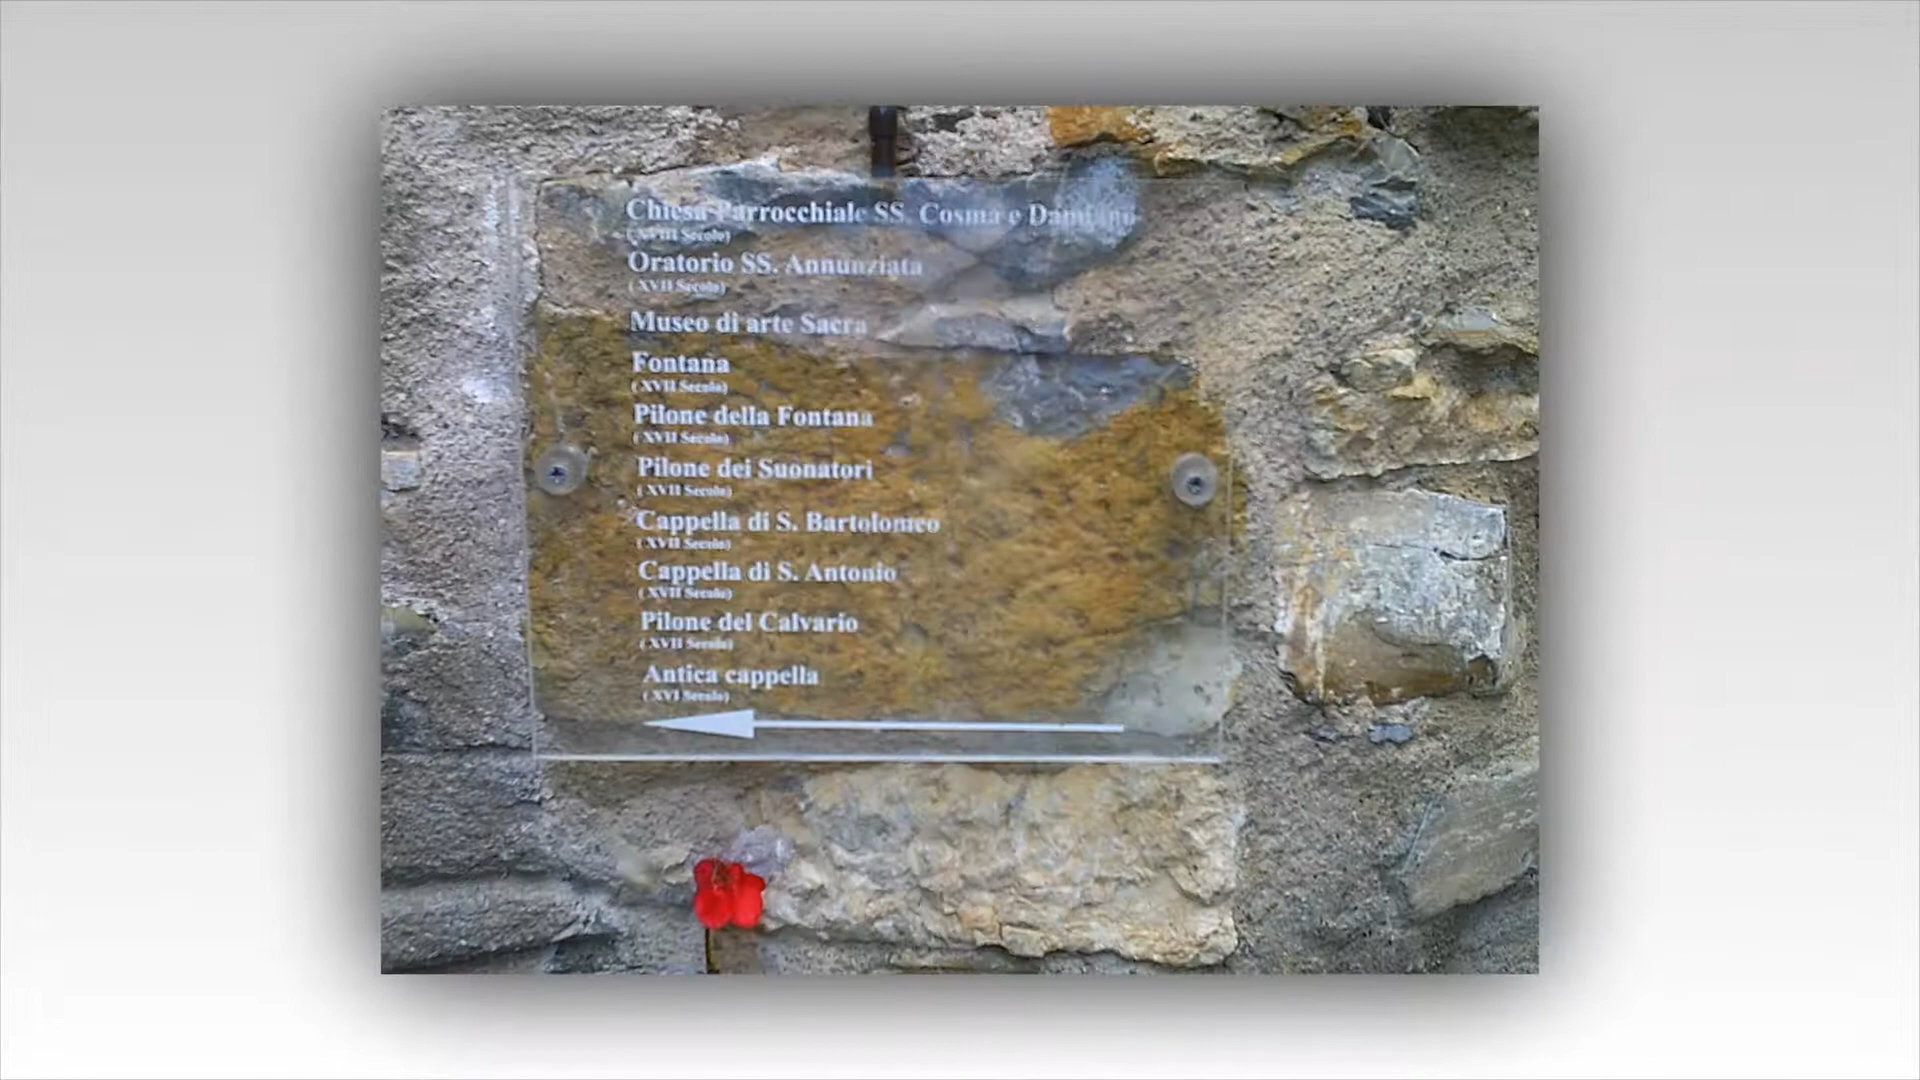 Chiesa Parrocchiale SS. Cosma e Damiano
( XVIII Secolo)
Oratorio SS. Annunziata
( XVII Secolo)
Museo di arte Sacra
Fontana
( XVII Secolo)
Pilone della Fontana
( XVII Secolo)
Pilone dei Suonatori
( XVII Secolo)
Cappella di S. Bartolomeo
( XVII Secolo)
Cappella di S. Antonio
( XVII Secolo)
Pilone del Calvario
( XVII Secolo)
Antica cappella
( XVI Secolo)